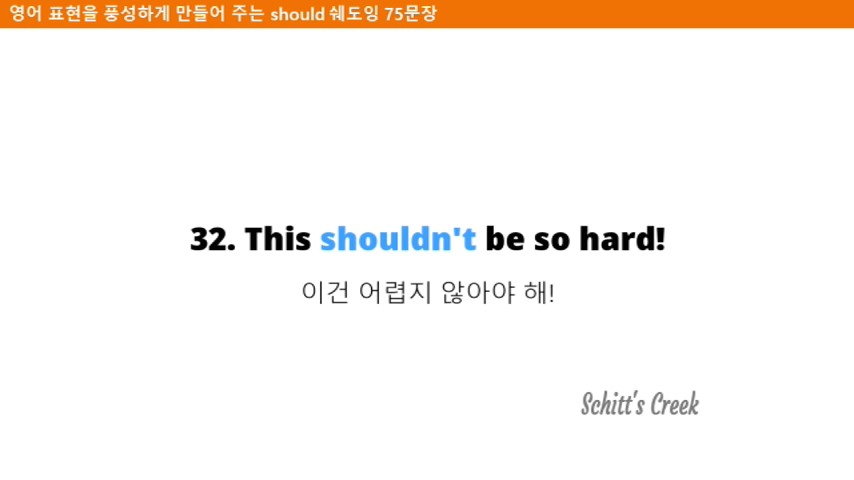 영어 표현을 풍성하게 만들어 주는 should 쉐도잉 75문장
32. This shouldn't be so hard!
이건 어렵지 않아야 해!
Schitt's Creek